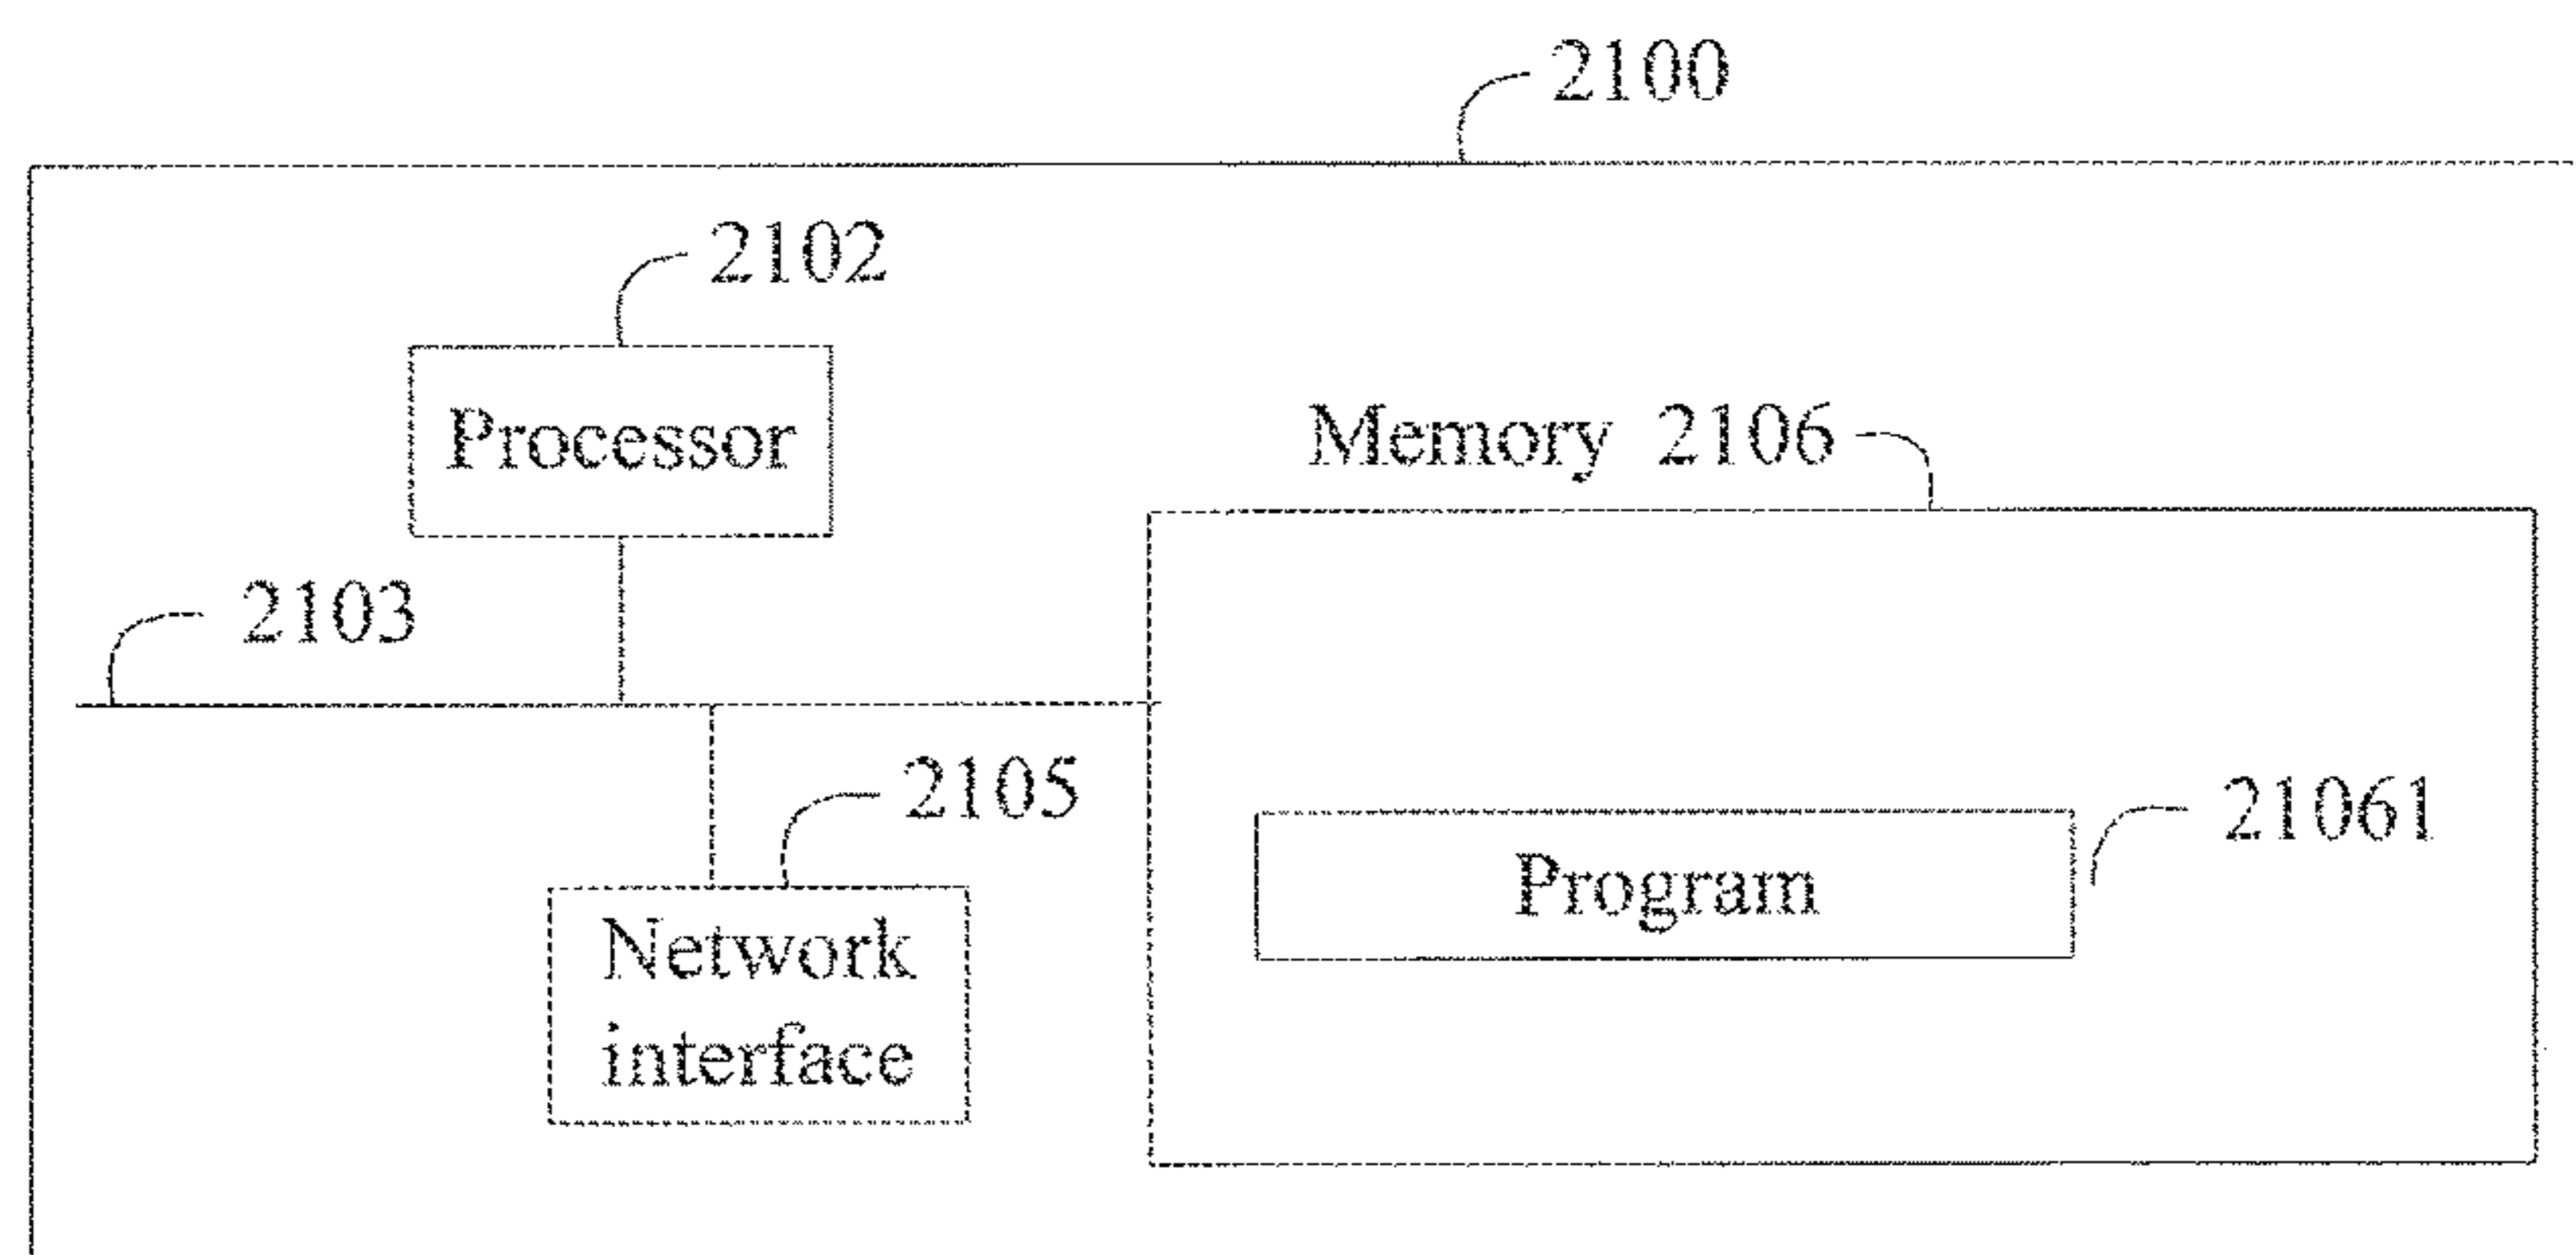 2100
2102
Processor
Memory 2106
2103
2105
21061
Program
Network
interface